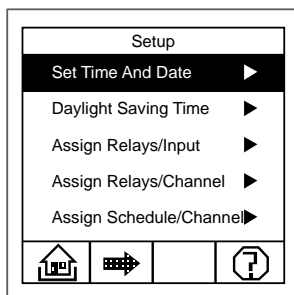 Setup
Set Time And Date
Daylight Saving Time
Assign Relays/Input
Assign Relays/Channel
Assign Schedule/Channel
?